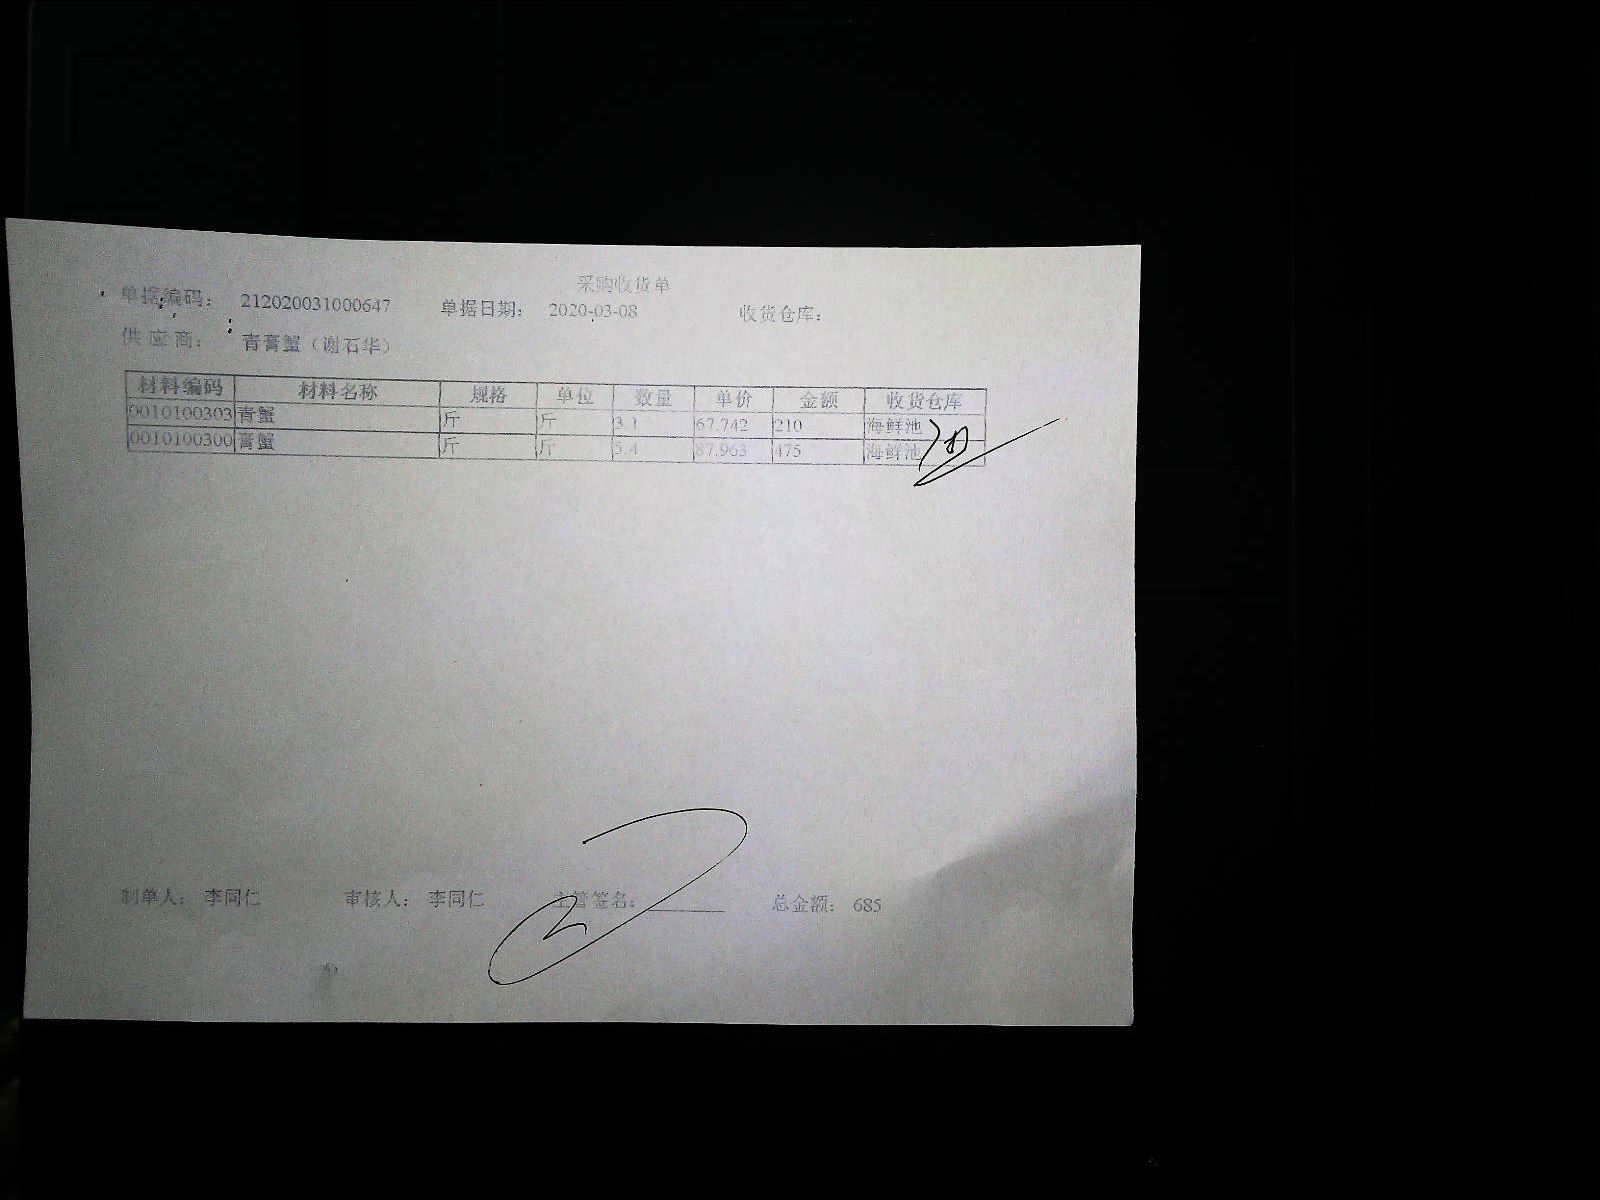 采购收货单
单据编码： 212020031000647 单据日期： 2020-03-08 收货仓库：
供应商： 青膏蟹（谢石华）
材料编码 材料名称 规格 单位 数量 单价 金额 收货仓库
0010100303 青蟹 斤 斤 3.1 67.742 210 海鲜池
0010100300 膏蟹 斤 斤 5.4 87.963 475 海鲜池
制单人： 李同仁 审核人： 李同仁 主管签名： 总金额： 685